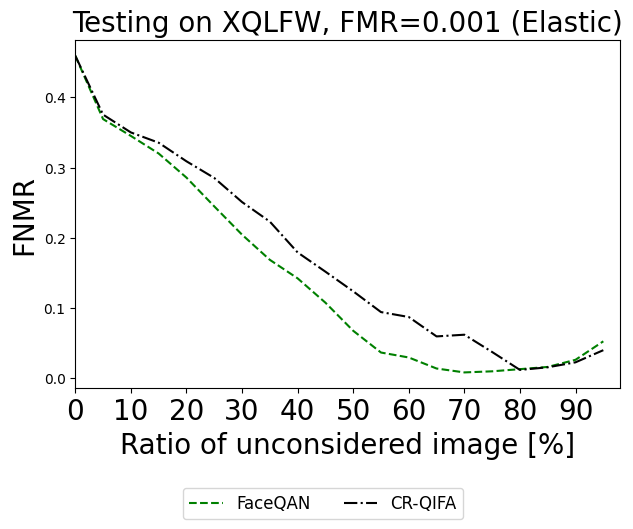 Testing on XQLFW, FMR=0.001 (Elastic)
FNMR
0.4
0.3
0.2
0.1
0.0
0 10 20 30 40 50 60 70 80 90
Ratio of unconsidered image [%]
FaceQAN CR-QIFA